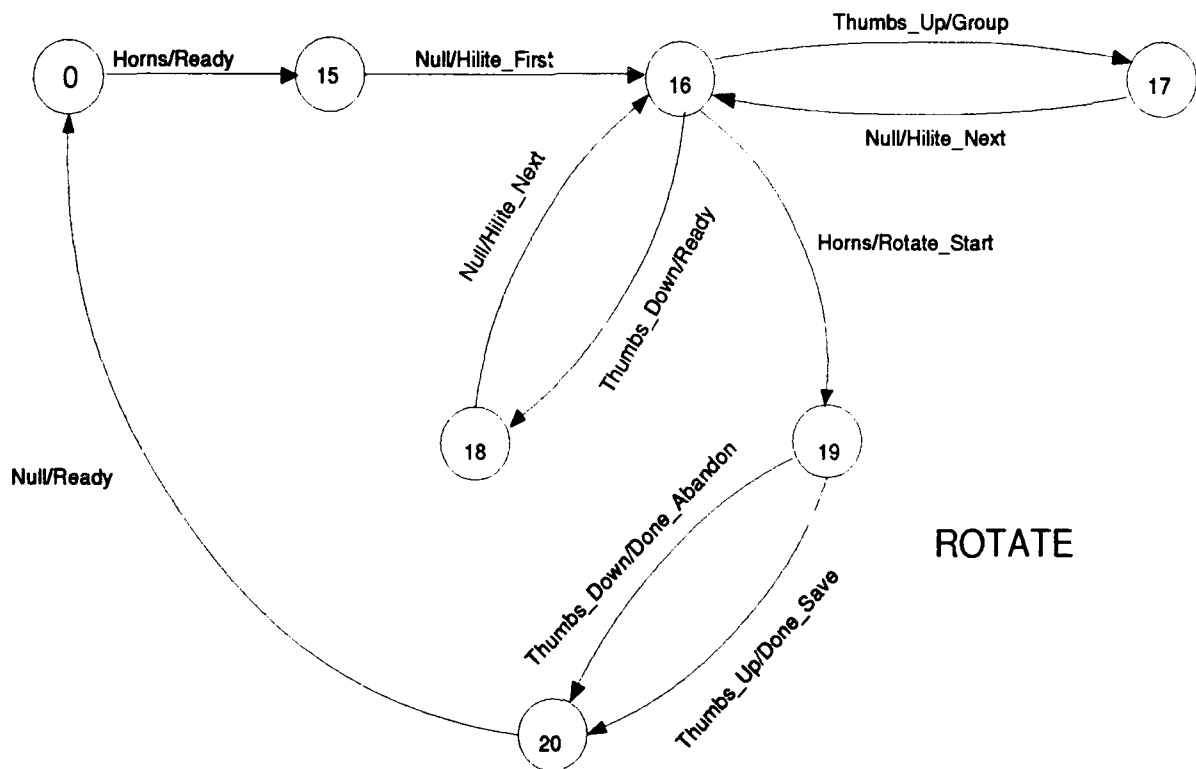 Thumbs_Up/Group
Horns/Ready
Null/Hilite_First
0
15
16
17
Null/Hilite_Next
Null/Hilite_Next
Thumbs_Down/Ready
Horns/Rotate_Start
18
19
Null/Ready
Thumbs_Down/Done_Abandon
ROTATE
Thumbs_Up/Done_Save
20